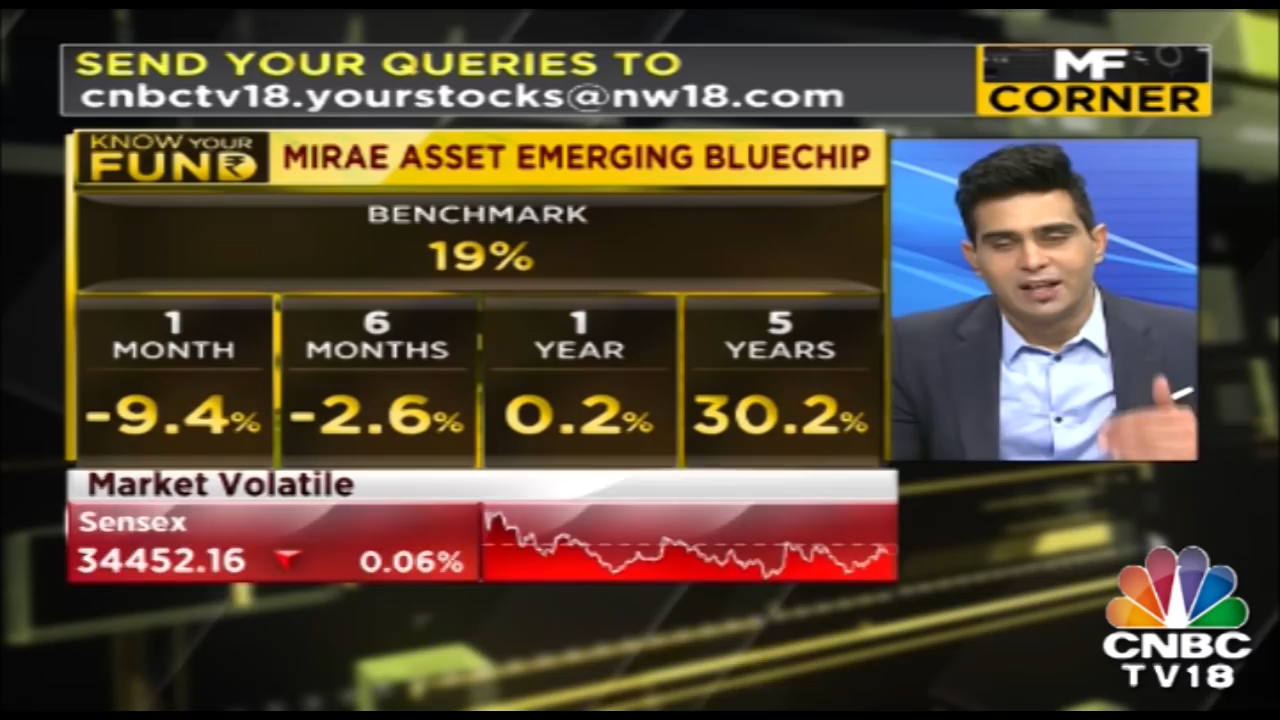 SEND YOUR QUERIES TO
cnbctv18.yourstocks@nw18.com
MF
CORNER
KNOW YOUR
FUND
MIRAE ASSET EMERGING BLUECHIP
BENCHMARK
19%
1
MONTH
-9.4%
6
MONTHS
-2.6%
1
YEAR
0.2%
5
YEARS
30.2%
Market Volatile
Sensex
34452.16 ▼ 0.06%
CNBC
TV18